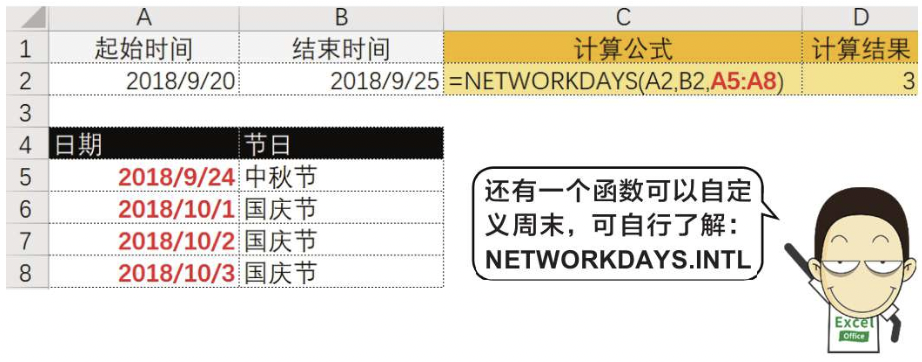 A B C D
1 起始时间 结束时间 计算公式 计算结果
2 2018/9/20 2018/9/25 =NETWORKDAYS(A2,B2,A5:A8) 3
3
4 日期 节日
5 2018/9/24 中秋节
6 2018/10/1 国庆节
7 2018/10/2 国庆节
8 2018/10/3 国庆节
还有一个函数可以自定
义周末，可自行了解：
NETWORKDAYS.INTL
Excel
Office